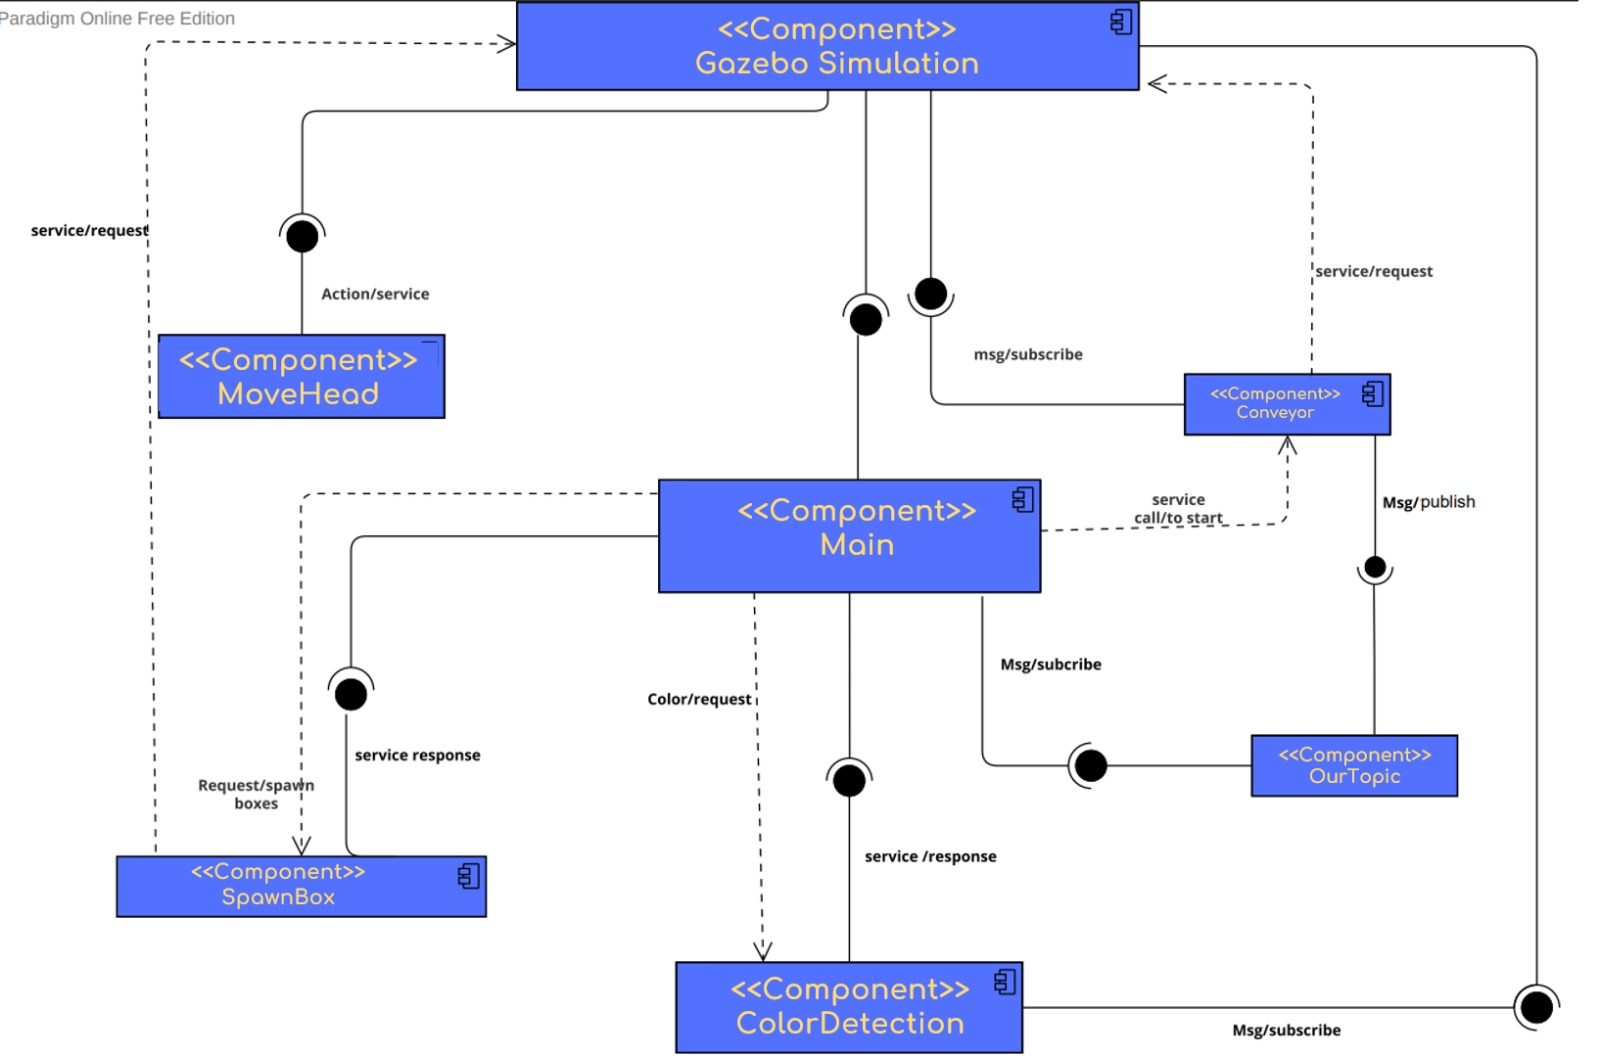 Paradigm Online Free Edition
<<Component>>
Gazebo Simulation
service/request
service/request
Action/service
msg/subscribe
<<Component>>
MoveHead
<<Component>>
Conveyor
service
call/to start
Msg/publish
<<Component>>
Main
Msg/subcribe
Color/request
service response
Request/spawn
boxes
<<Component>>
OurTopic
service /response
<<Component>>
SpawnBox
<<Component>>
ColorDetection
Msg/subscribe